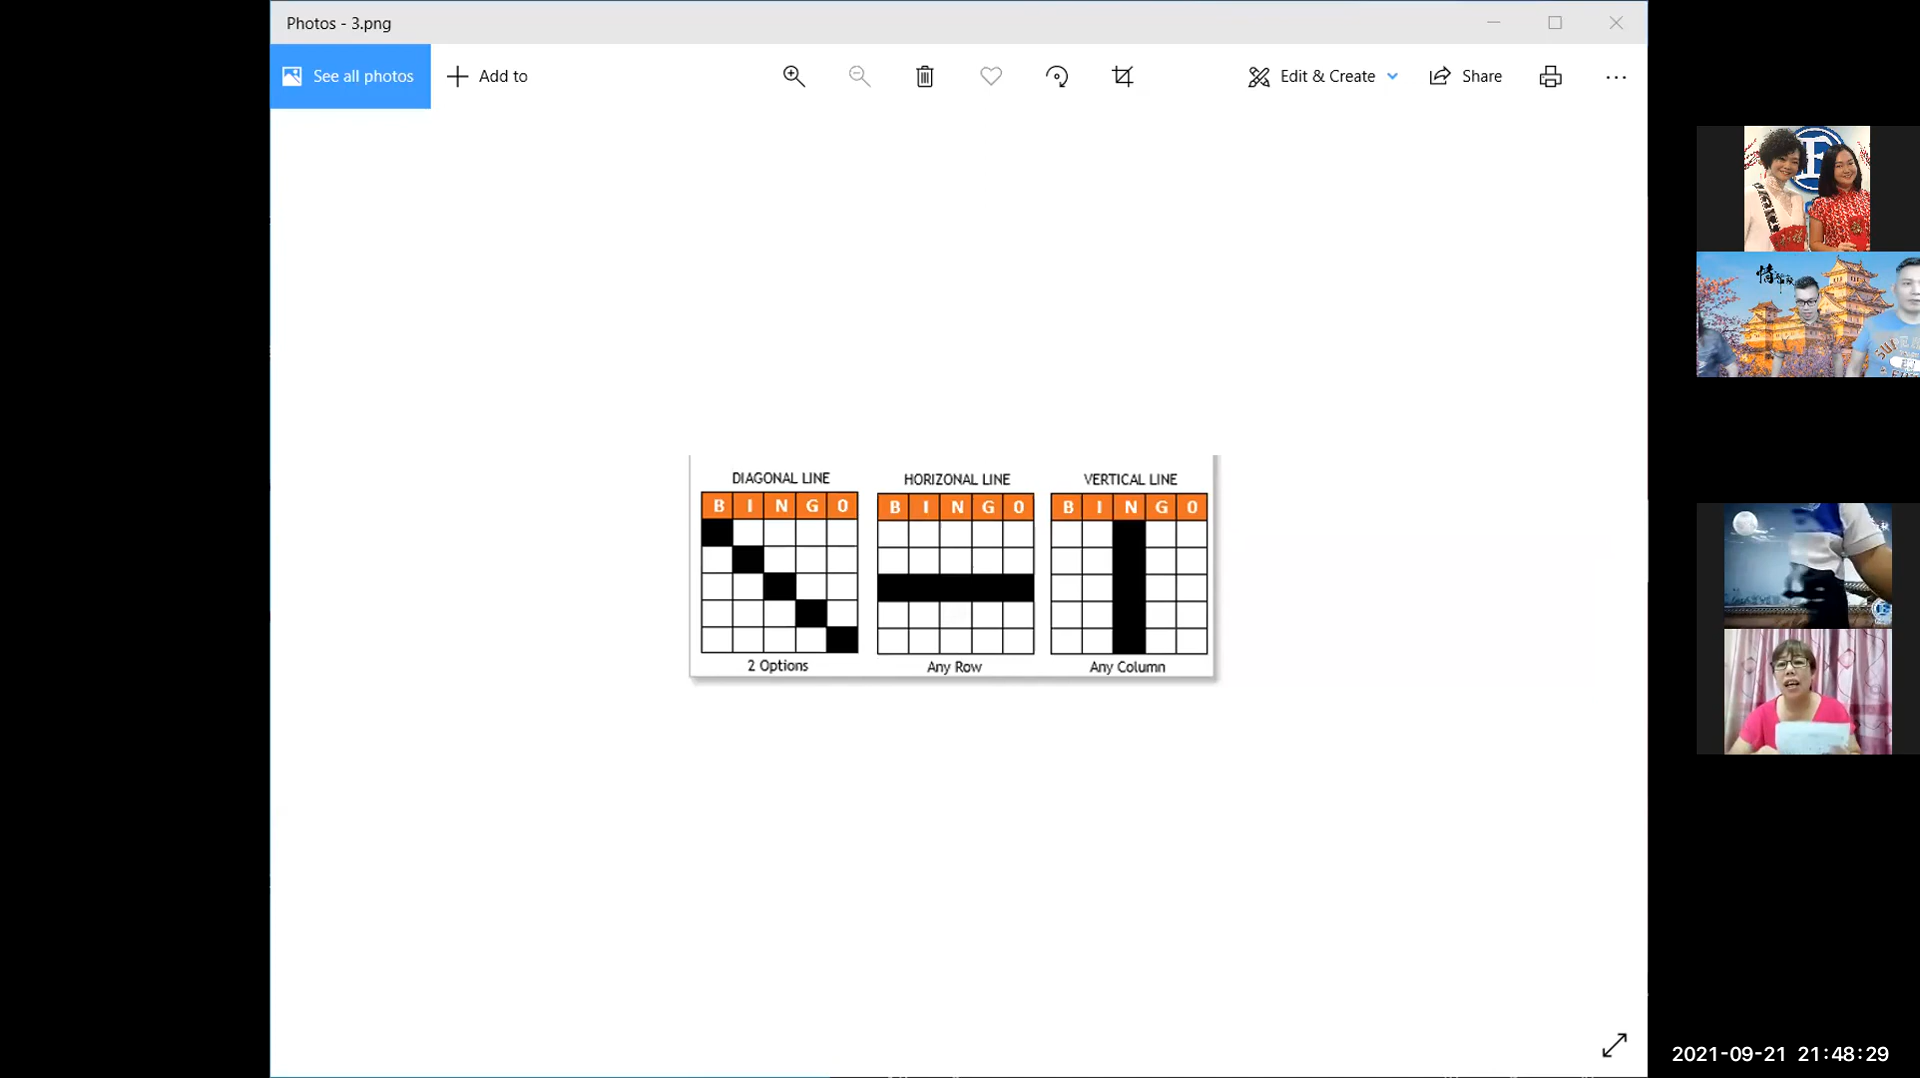 Photos - 3.png
See all photos
Add to
Edit & Create
Share
DIAGONAL LINE
HORIZONAL LINE
VERTICAL LINE
B I N G O
B I N G O
B I N G O
2 Options
Any Row
Any Column
E
2021-09-21 21:48:29